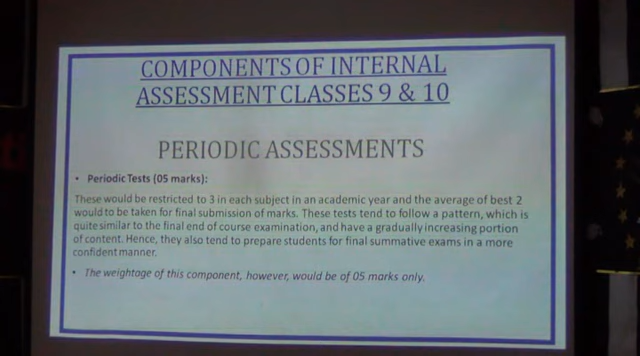 COMPONENTS OF INTERNAL
ASSESSMENT CLASSES 9 & 10
PERIODIC ASSESSMENTS
• Periodic Tests (05 marks):
These would be restricted to 3 in each subject in an academic year and the average of best 2
would to be taken for final submission of marks. These tests tend to follow a pattern, which is
quite similar to the final end of course examination, and have a gradually increasing portion
of content. Hence, they also tend to prepare students for final summative exams in a more
confident manner.
• The weightage of this component, however, would be of 05 marks only.